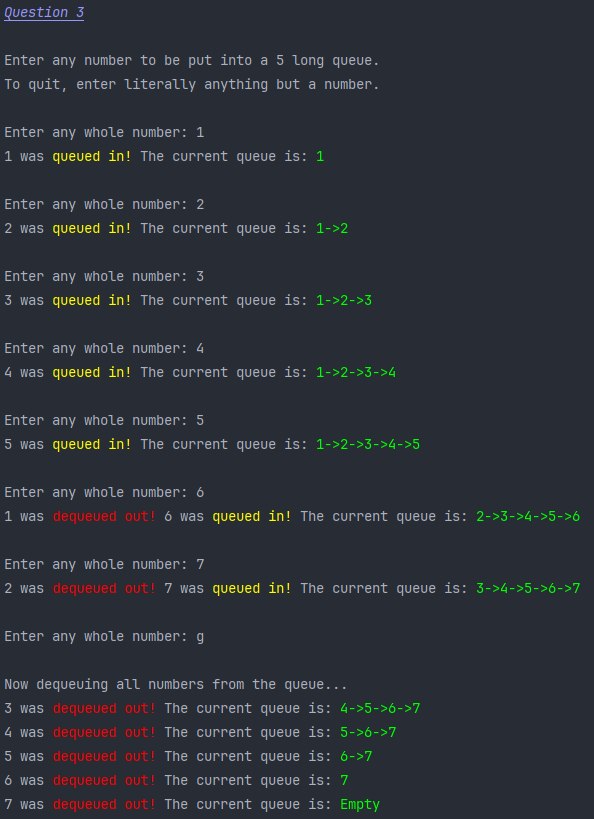 Question 3
Enter any number to be put into a 5 long queue.
To quit, enter literally anything but a number.
Enter any whole number: 1
1 was queued in! The current queue is: 1
Enter any whole number: 2
2 was queued in! The current queue is: 1->2
Enter any whole number: 3
3 was queued in! The current queue is: 1->2->3
Enter any whole number: 4
4 was queued in! The current queue is: 1->2->3->4
Enter any whole number: 5
5 was queued in! The current queue is: 1->2->3->4->5
Enter any whole number: 6
1 was dequeued out! 6 was queued in! The current queue is: 2->3->4->5->6
Enter any whole number: 7
2 was dequeued out! 7 was queued in! The current queue is: 3->4->5->6->7
Enter any whole number: g
Now dequeuing all numbers from the queue...
3 was dequeued out! The current queue is: 4->5->6->7
4 was dequeued out! The current queue is: 5->6->7
5 was dequeued out! The current queue is: 6->7
6 was dequeued out! The current queue is: 7
7 was dequeued out! The current queue is: Empty